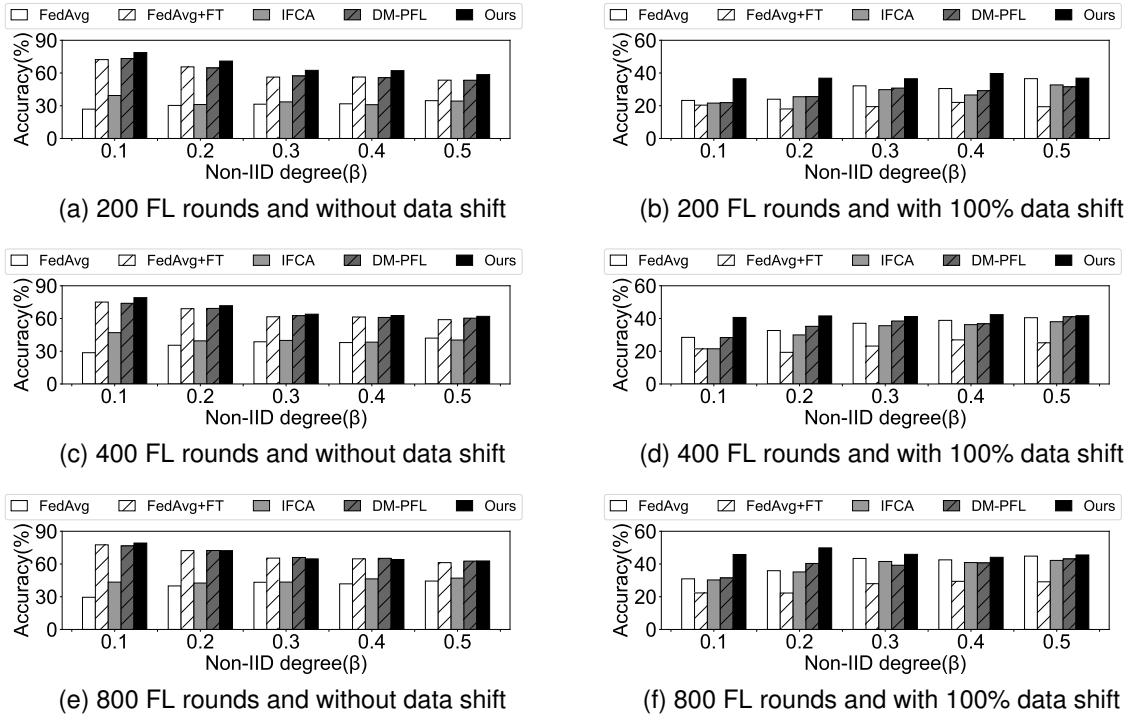 FedAvg FedAvg+FT IFCA DM-PFL Ours
Accuracy(%)
90
60
30
0
0.1 0.2 0.3 0.4 0.5
Non-IID degree(β)
(a) 200 FL rounds and without data shift
FedAvg FedAvg+FT IFCA DM-PFL Ours
Accuracy(%)
60
40
20
0
0.1 0.2 0.3 0.4 0.5
Non-IID degree(β)
(b) 200 FL rounds and with 100% data shift
FedAvg FedAvg+FT IFCA DM-PFL Ours
Accuracy(%)
90
60
30
0
0.1 0.2 0.3 0.4 0.5
Non-IID degree(β)
(c) 400 FL rounds and without data shift
FedAvg FedAvg+FT IFCA DM-PFL Ours
Accuracy(%)
60
40
20
0
0.1 0.2 0.3 0.4 0.5
Non-IID degree(β)
(d) 400 FL rounds and with 100% data shift
FedAvg FedAvg+FT IFCA DM-PFL Ours
Accuracy(%)
90
60
30
0
0.1 0.2 0.3 0.4 0.5
Non-IID degree(β)
(e) 800 FL rounds and without data shift
FedAvg FedAvg+FT IFCA DM-PFL Ours
Accuracy(%)
60
40
20
0
0.1 0.2 0.3 0.4 0.5
Non-IID degree(β)
(f) 800 FL rounds and with 100% data shift